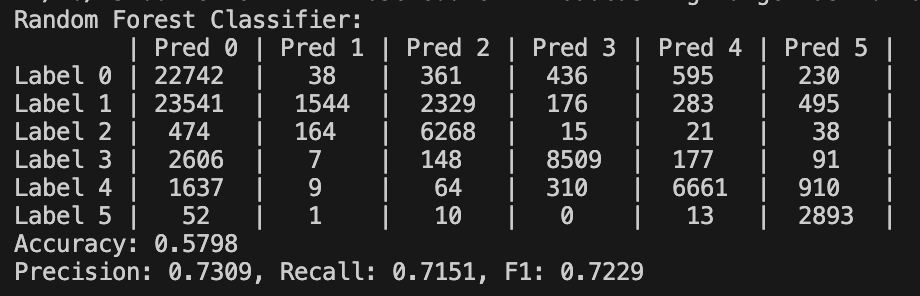 Random Forest Classifier:
| Pred 0 | Pred 1 | Pred 2 | Pred 3 | Pred 4 | Pred 5 |
Label 0 | 22742 | 38 | 361 | 436 | 595 | 230 |
Label 1 | 23541 | 1544 | 2329 | 176 | 283 | 495 |
Label 2 | 474 | 164 | 6268 | 15 | 21 | 38 |
Label 3 | 2606 | 7 | 148 | 8509 | 177 | 91 |
Label 4 | 1637 | 9 | 64 | 310 | 6661 | 910 |
Label 5 | 52 | 1 | 10 | 0 | 13 | 2893 |
Accuracy: 0.5798
Precision: 0.7309, Recall: 0.7151, F1: 0.7229